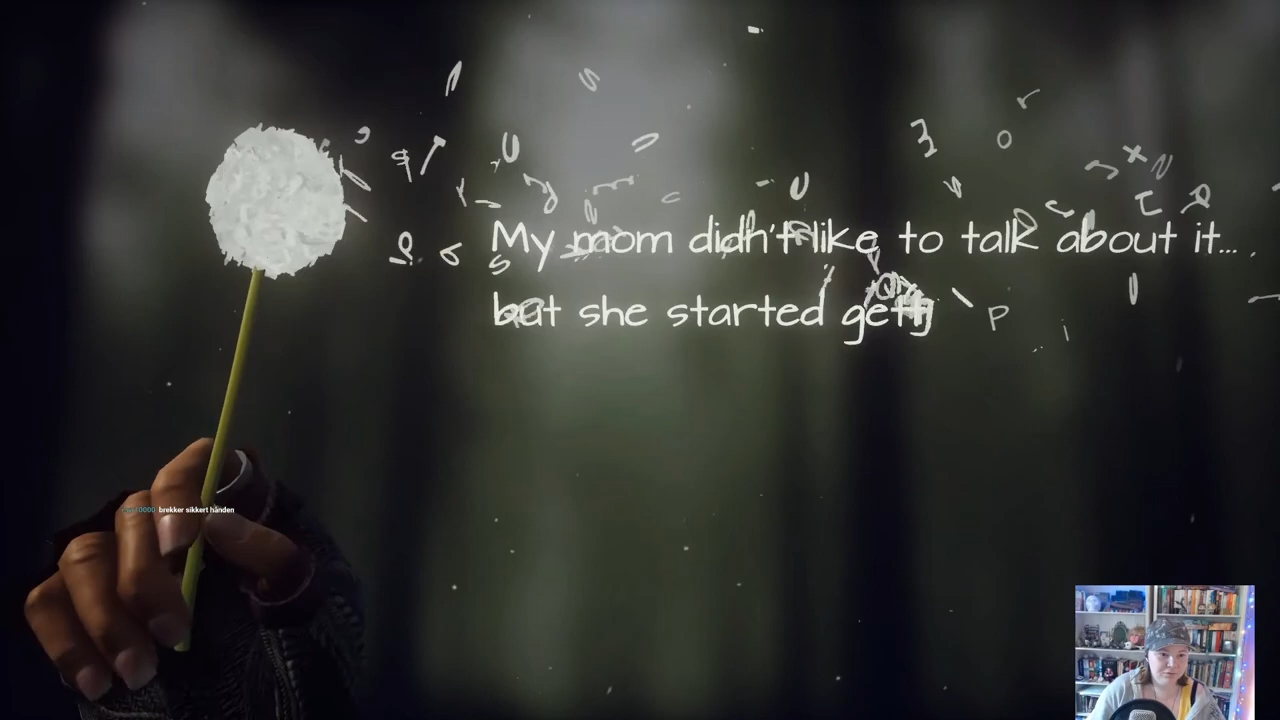 My mom didn't like to talk about it...
but she started
brekker sikkert hånden